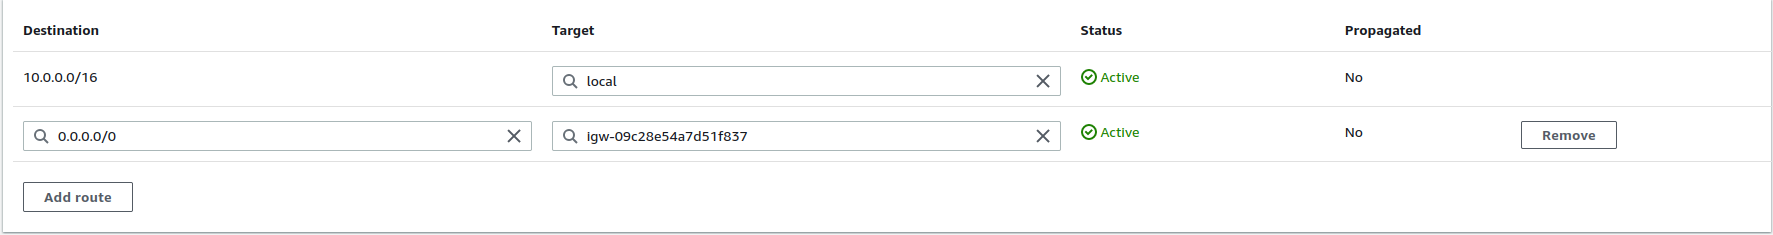 Destination Target Status Propagated
10.0.0.0/16 local Active No
0.0.0.0/0 igw-09c28e54a7d51f837 Active No Remove
Add route